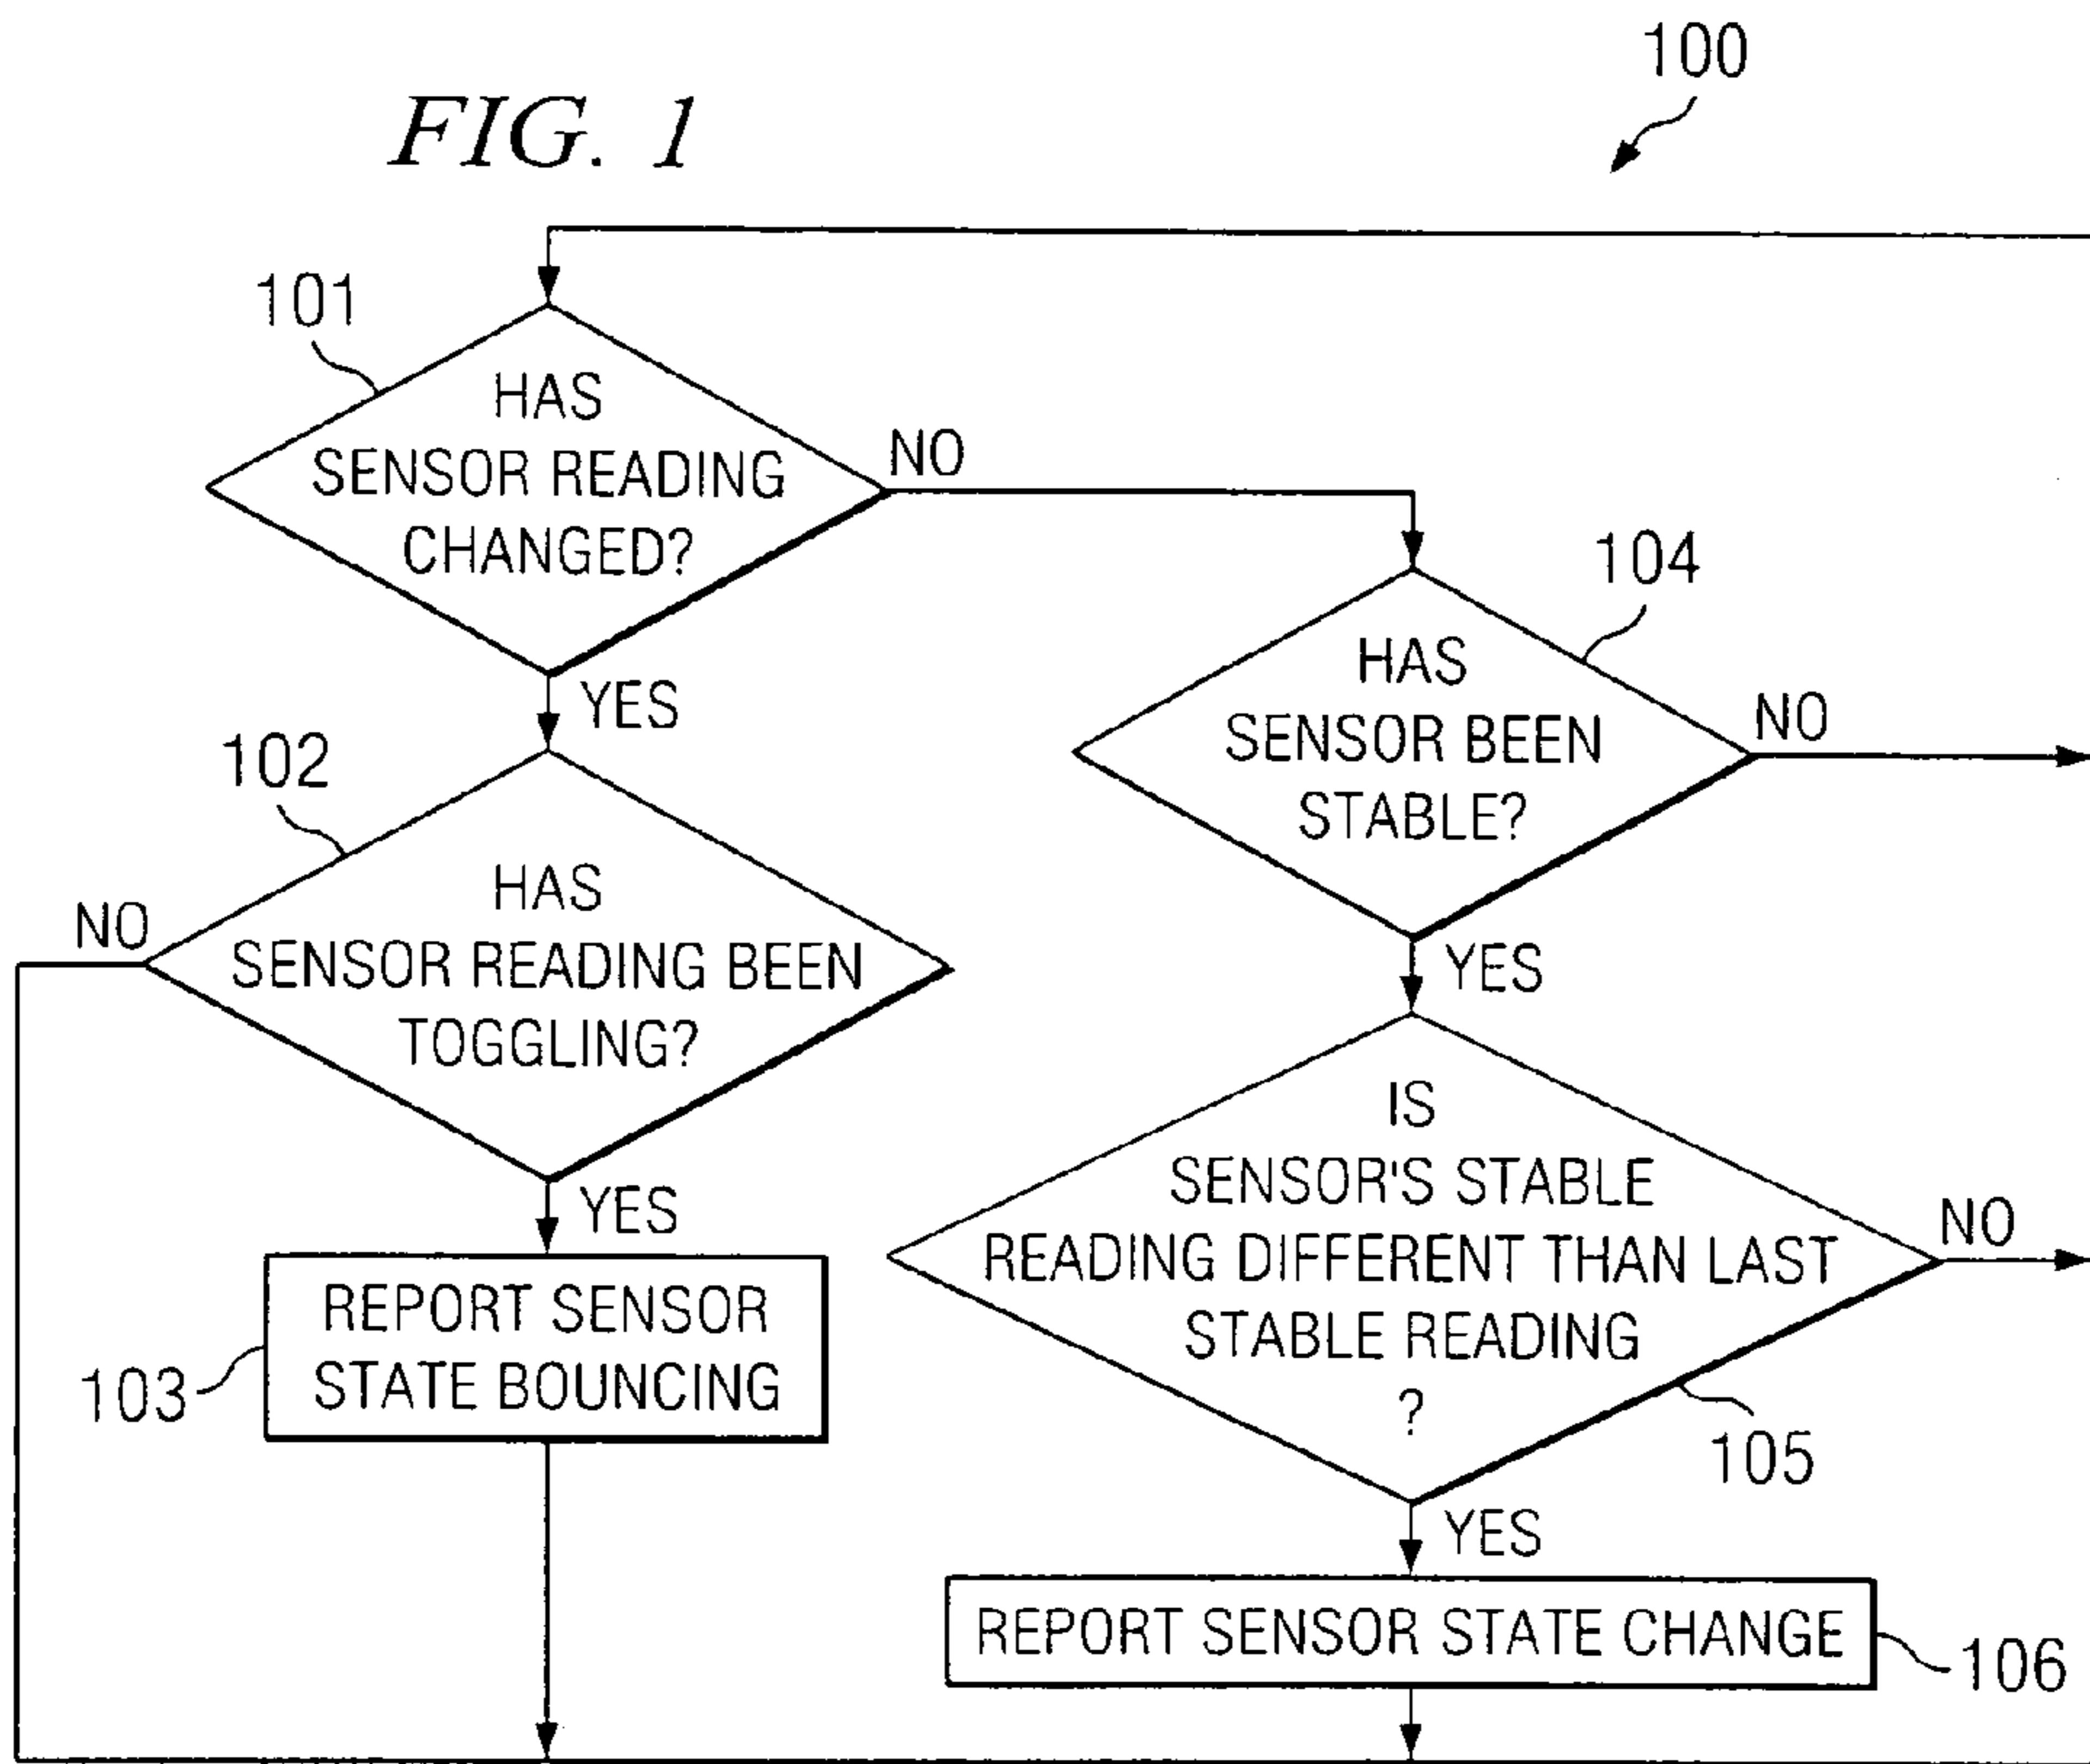 FIG. 1
100
101
HAS
SENSOR READING
CHANGED?
NO
YES
102
HAS
SENSOR READING BEEN
TOGGLING?
NO
YES
103
REPORT SENSOR
STATE BOUNCING
104
HAS
SENSOR BEEN
STABLE?
NO
YES
IS
SENSOR'S STABLE
READING DIFFERENT THAN LAST
STABLE READING
?
NO
105
YES
REPORT SENSOR STATE CHANGE
106